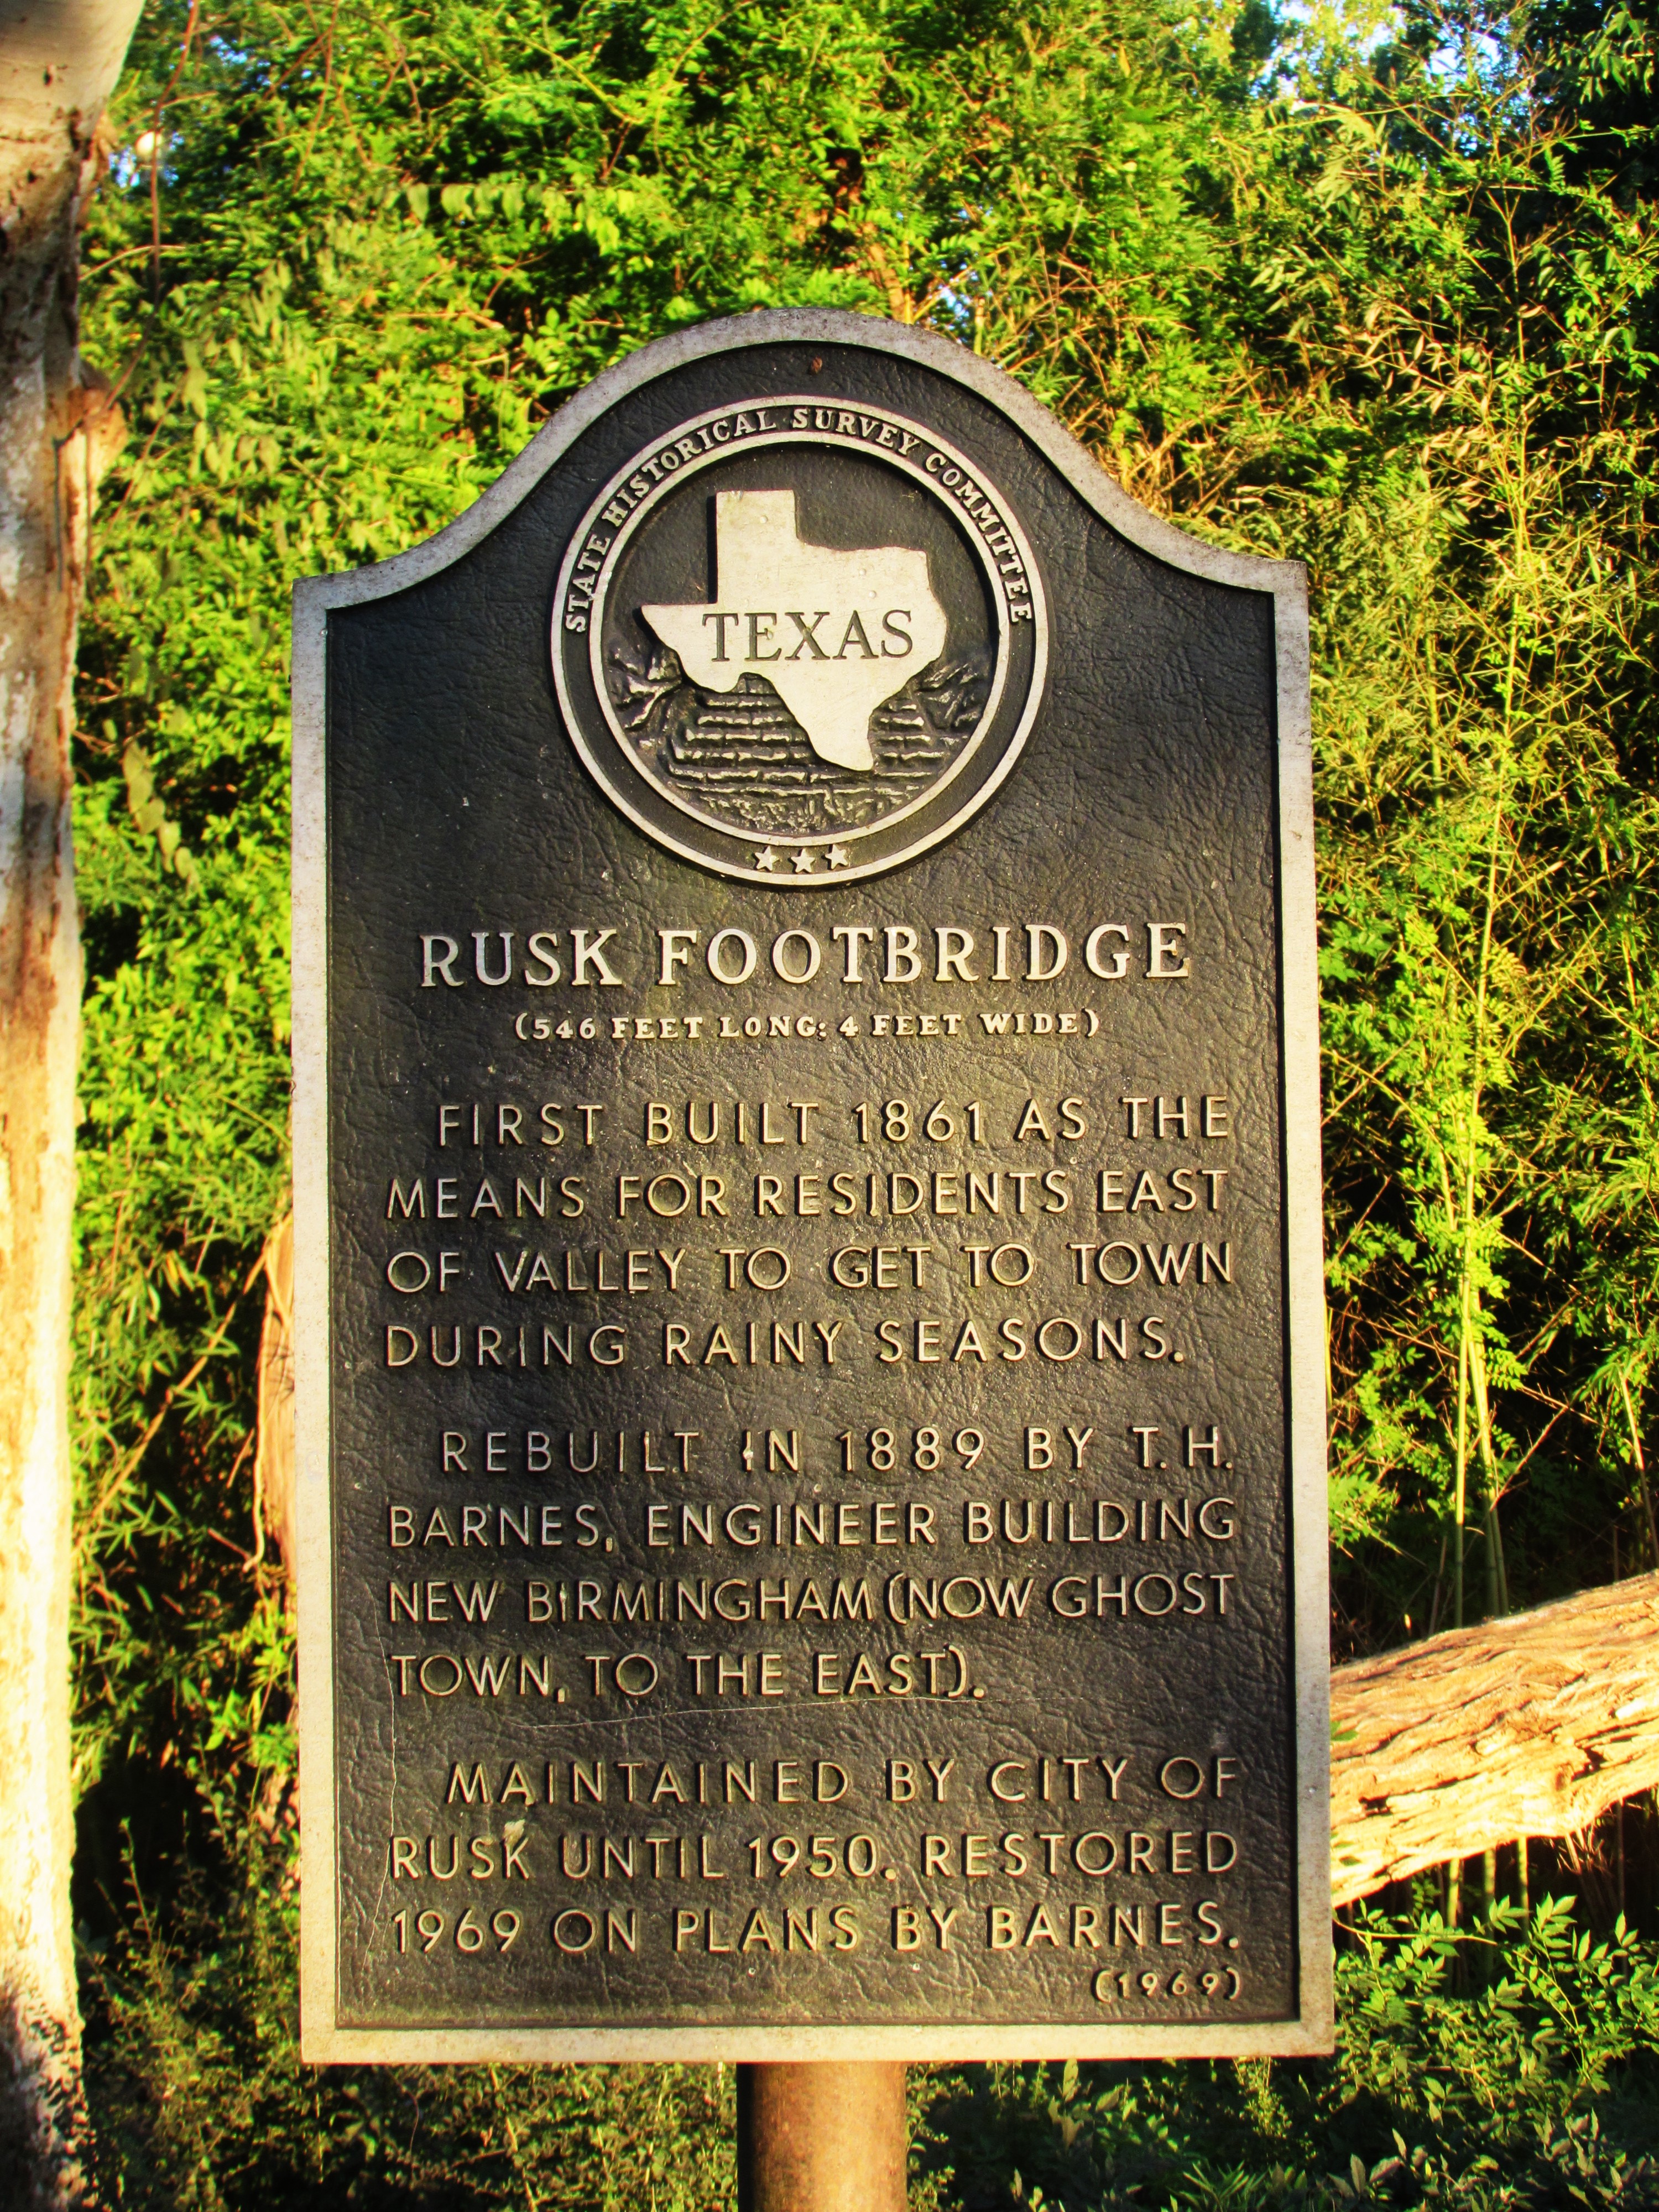 STATE HISTORICAL SURVEY COMMITTEE
TEXAS
RUSK FOOTBRIDGE
(546 FEET LONG; 4 FEET WIDE)
FIRST BUILT 1861 AS THE
MEANS FOR RESIDENTS EAST
OF VALLEY TO GET TO TOWN
DURING RAINY SEASONS.
REBUILT IN 1889 BY T. H.
BARNES, ENGINEER BUILDING
NEW BIRMINGHAM (NOW GHOST
TOWN, TO THE EAST).
MAINTAINED BY CITY OF
RUSK UNTIL 1950. RESTORED
1969 ON PLANS BY BARNES.
(1969)